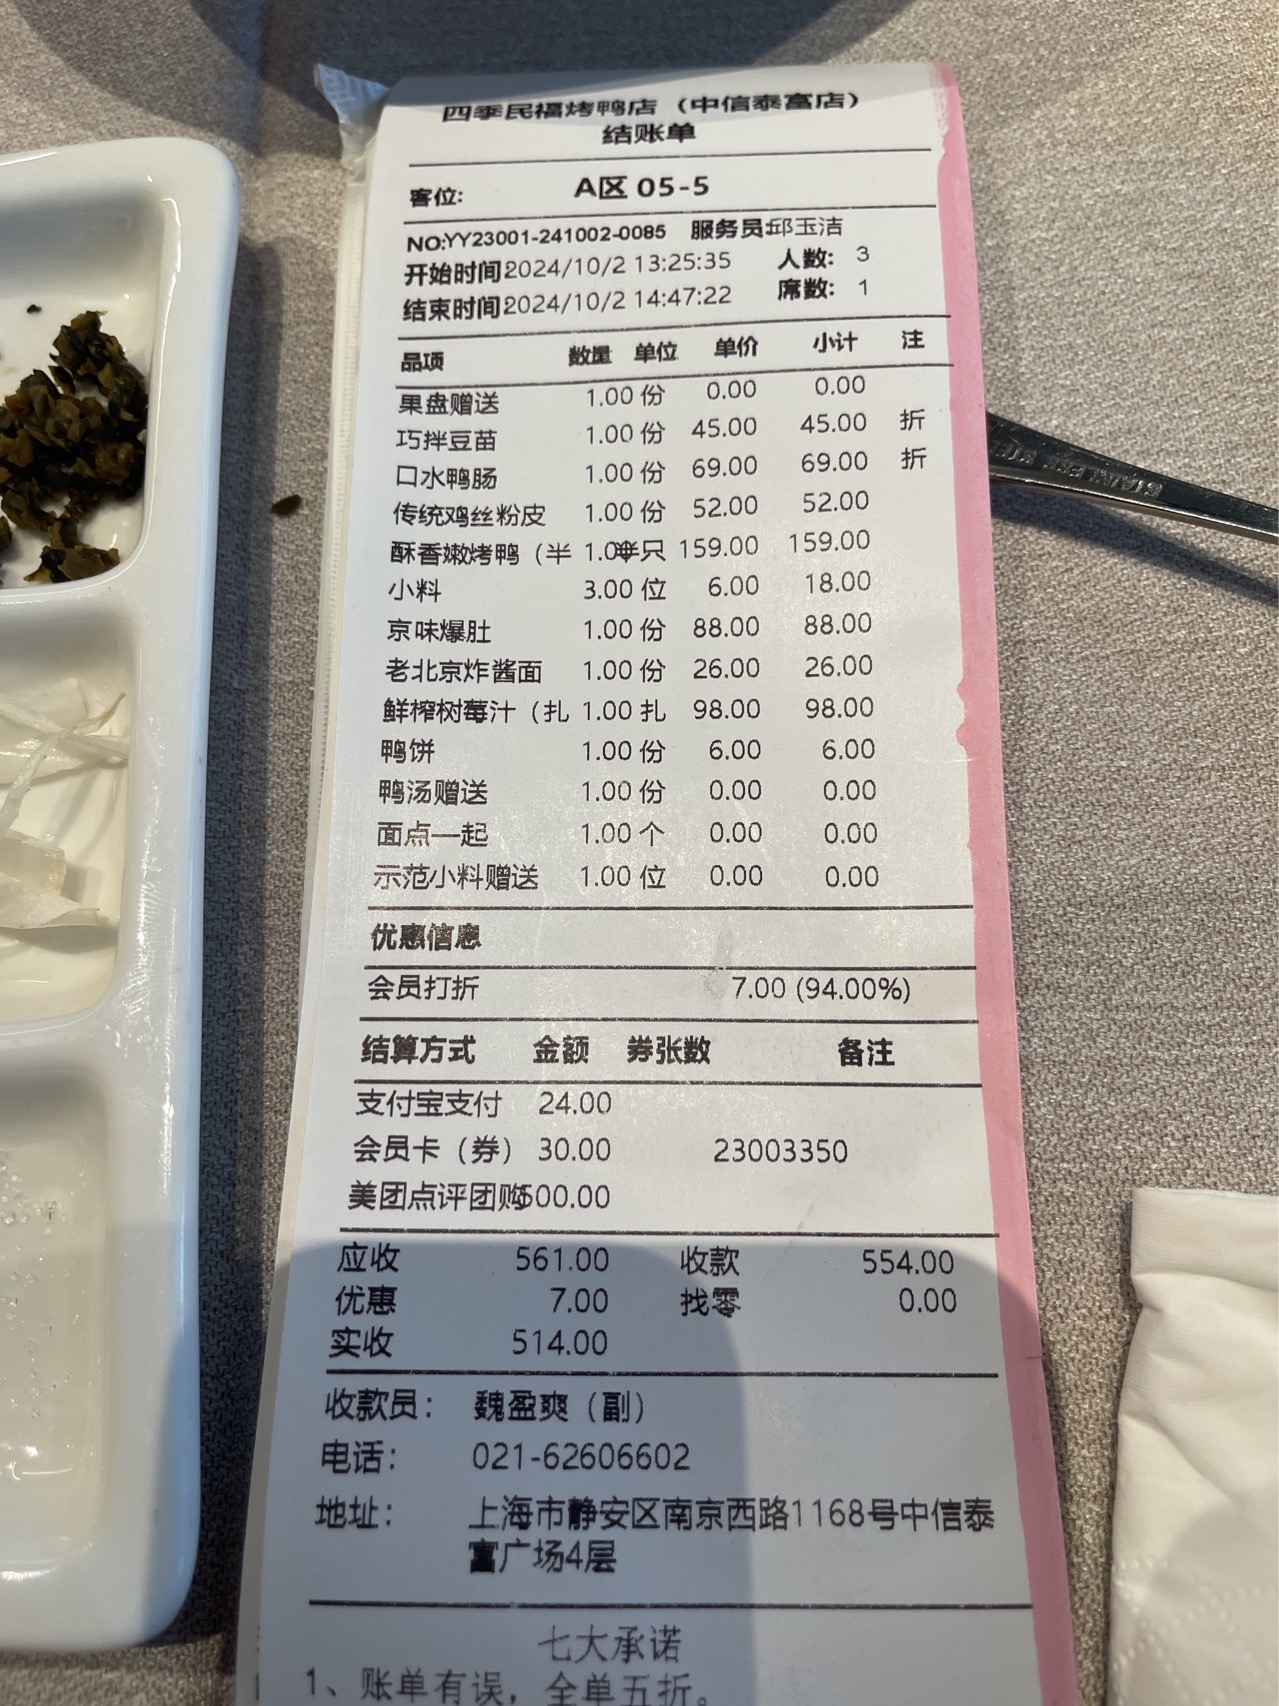 四季民福烤鸭店（中信泰富店）
结账单
客位: A区 05-5
NO:YY23001-241002-0085 服务员:邱玉洁
开始时间2024/10/2 13:25:35 人数: 3
结束时间2024/10/2 14:47:22 席数: 1
品项 数量 单位 单价 小计 注
果盘赠送 1.00 份 0.00 0.00
巧拌豆苗 1.00 份 45.00 45.00 折
口水鸭肠 1.00 份 69.00 69.00 折
传统鸡丝粉皮 1.00 份 52.00 52.00
酥香嫩烤鸭（半 1.00半只 159.00 159.00
小料 3.00 位 6.00 18.00
京味爆肚 1.00 份 88.00 88.00
老北京炸酱面 1.00 份 26.00 26.00
鲜榨树莓汁（扎 1.00 扎 98.00 98.00
鸭饼 1.00 份 6.00 6.00
鸭汤赠送 1.00 份 0.00 0.00
面点一起 1.00 个 0.00 0.00
示范小料赠送 1.00 位 0.00 0.00
优惠信息
会员打折 7.00 (94.00%)
结算方式 金额 券张数 备注
支付宝支付 24.00
会员卡（券） 30.00 23003350
美团点评团购500.00
应收 561.00 收款 554.00
优惠 7.00 找零 0.00
实收 514.00
收款员： 魏盈爽（副）
电话： 021-62606602
地址： 上海市静安区南京西路1168号中信泰
富广场4层
七大承诺
1、账单有误，全单五折。
STAINLESS STE